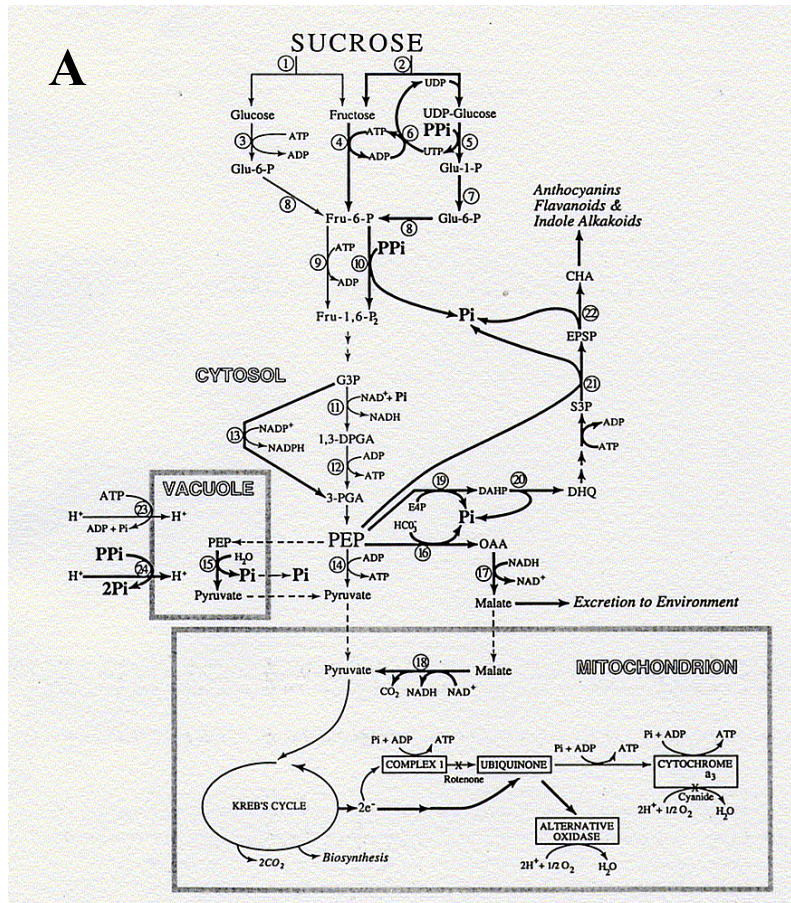 A
SUCROSE
① ②
UDP
Glucose Fructose UDP-Glucose
③ ATP ADP ④ ATP ADP ⑥ PPi UTP ⑤
Glu-6-P Glu-1-P
⑦
⑧
Fru-6-P ⑧ Glu-6-P
⑨ ATP ADP ⑩ PPi
Fru-1,6-P₂ Pi
Anthocyanins
Flavanoids &
Indole Alkakoids
CHA
㉒
EPSP
㉑
S3P
ADP
ATP
CYTOSOL
G3P
⑪ NAD⁺+ Pi
NADH
⑬ NADP⁺
NADPH
1,3-DPGA
⑫ ADP
ATP
3-PGA
⑲ DAHP ⑳ DHQ
E4P
Pi
HCO₃⁻
PEP ⑯ OAA
⑭ ADP
ATP
⑰ NADH
NAD⁺
Pyruvate Malate Excretion to Environment
VACUOLE
ATP
H⁺ ㉓ H⁺
ADP + Pi
PPi
H⁺ ㉔ H⁺
2Pi
PEP
⑮ H₂O
Pi Pi
Pyruvate
MITOCHONDRION
Pyruvate ⑱ Malate
CO₂ NADH NAD⁺
Pi + ADP ATP
COMPLEX 1 X UBIQUINONE
Rotenone
Pi + ADP ATP
Pi + ADP ATP
CYTOCHROME
a₃
X
Cyanide
2H⁺ + 1/2 O₂ H₂O
KREB'S CYCLE 2e⁻
ALTERNATIVE
OXIDASE
2H⁺ + 1/2 O₂ H₂O
2CO₂ Biosynthesis